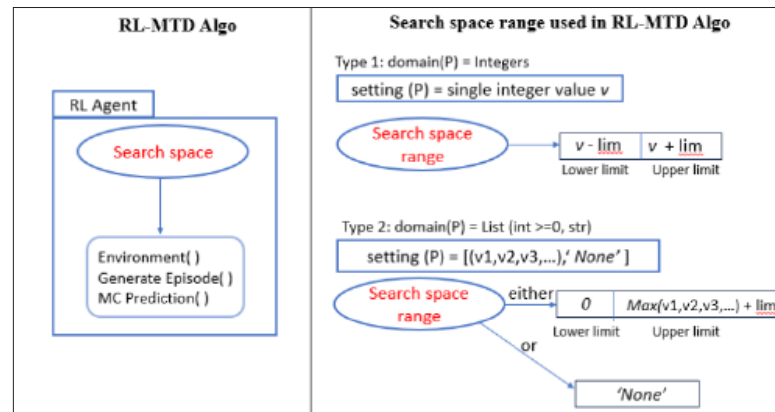 RL-MTD Algo
RL Agent
Search space
Environment( )
Generate Episode( )
MC Prediction( )
Search space range used in RL-MTD Algo
Type 1: domain(P) = Integers
setting (P) = single integer value v
Search space
range
v - lim
v + lim
Lower limit
Upper limit
Type 2: domain(P) = List (int >=0, str)
setting (P) = [(v1,v2,v3,...),‘ None’ ]
Search space
range
either
0
Max(v1,v2,v3,...) + lim
Lower limit
Upper limit
or
‘None’